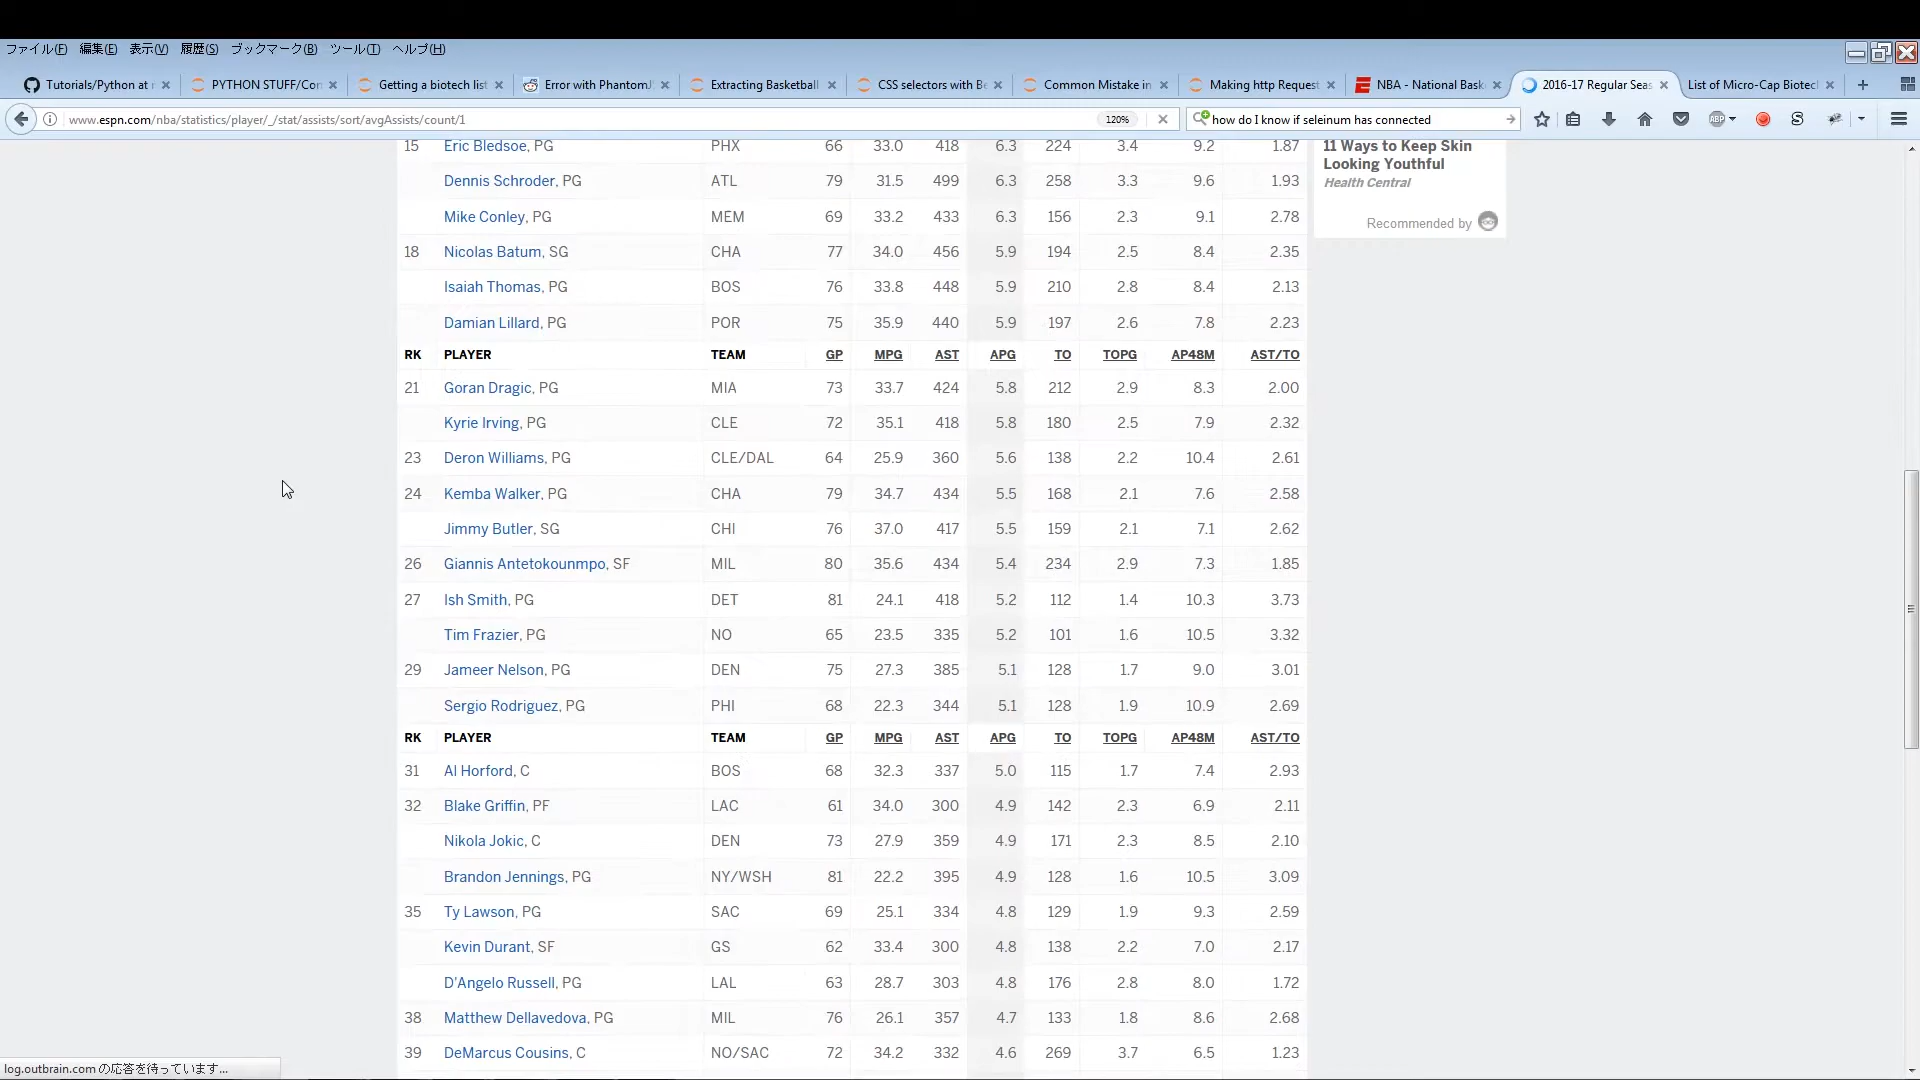 ファイル(F) 編集(E) 表示(V) 履歴(S) ブックマーク(B) ツール(T) ヘルプ(H)
Tutorials/Python at r PYTHON STUFF/Cor Getting a biotech list Error with PhantomJ Extracting Basketball CSS selectors with Be Common Mistake in Making http Request NBA - National Bask 2016-17 Regular Seas List of Micro-Cap Biotec
www.espn.com/nba/statistics/player/_/stat/assists/sort/avgAssists/count/1 120% how do I know if seleinum has connected ABP S
15 Eric Bledsoe, PG PHX 66 33.0 418 6.3 224 3.4 9.2 1.87
Dennis Schroder, PG ATL 79 31.5 499 6.3 258 3.3 9.6 1.93
Mike Conley, PG MEM 69 33.2 433 6.3 156 2.3 9.1 2.78
18 Nicolas Batum, SG CHA 77 34.0 456 5.9 194 2.5 8.4 2.35
Isaiah Thomas, PG BOS 76 33.8 448 5.9 210 2.8 8.4 2.13
Damian Lillard, PG POR 75 35.9 440 5.9 197 2.6 7.8 2.23
RK PLAYER TEAM GP MPG AST APG TO TOPG AP48M AST/TO
21 Goran Dragic, PG MIA 73 33.7 424 5.8 212 2.9 8.3 2.00
Kyrie Irving, PG CLE 72 35.1 418 5.8 180 2.5 7.9 2.32
23 Deron Williams, PG CLE/DAL 64 25.9 360 5.6 138 2.2 10.4 2.61
24 Kemba Walker, PG CHA 79 34.7 434 5.5 168 2.1 7.6 2.58
Jimmy Butler, SG CHI 76 37.0 417 5.5 159 2.1 7.1 2.62
26 Giannis Antetokounmpo, SF MIL 80 35.6 434 5.4 234 2.9 7.3 1.85
27 Ish Smith, PG DET 81 24.1 418 5.2 112 1.4 10.3 3.73
Tim Frazier, PG NO 65 23.5 335 5.2 101 1.6 10.5 3.32
29 Jameer Nelson, PG DEN 75 27.3 385 5.1 128 1.7 9.0 3.01
Sergio Rodriguez, PG PHI 68 22.3 344 5.1 128 1.9 10.9 2.69
RK PLAYER TEAM GP MPG AST APG TO TOPG AP48M AST/TO
31 Al Horford, C BOS 68 32.3 337 5.0 115 1.7 7.4 2.93
32 Blake Griffin, PF LAC 61 34.0 300 4.9 142 2.3 6.9 2.11
Nikola Jokic, C DEN 73 27.9 359 4.9 171 2.3 8.5 2.10
Brandon Jennings, PG NY/WSH 81 22.2 395 4.9 128 1.6 10.5 3.09
35 Ty Lawson, PG SAC 69 25.1 334 4.8 129 1.9 9.3 2.59
Kevin Durant, SF GS 62 33.4 300 4.8 138 2.2 7.0 2.17
D'Angelo Russell, PG LAL 63 28.7 303 4.8 176 2.8 8.0 1.72
38 Matthew Dellavedova, PG MIL 76 26.1 357 4.7 133 1.8 8.6 2.68
39 DeMarcus Cousins, C NO/SAC 72 34.2 332 4.6 269 3.7 6.5 1.23
11 Ways to Keep Skin
Looking Youthful
Health Central
Recommended by
log.outbrain.com の応答を待っています...